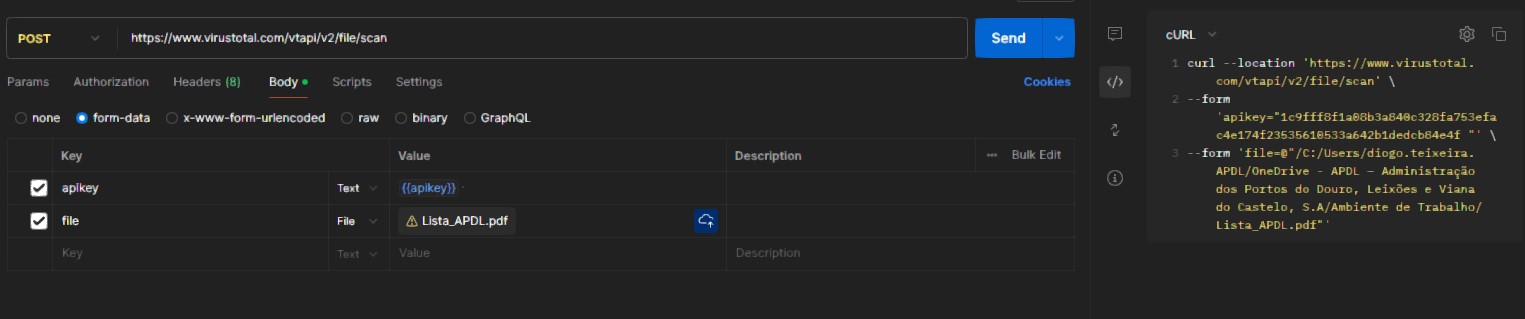 POST
https://www.virustotal.com/vtapi/v2/file/scan
Send
Params Authorization Headers (8) Body Scripts Settings Cookies
none form-data x-www-form-urlencoded raw binary GraphQL
Key Value Description Bulk Edit
apikey Text {{apikey}}
file File Lista_APDL.pdf
Key Text Value Description
cURL
1 curl --location 'https://www.virustotal.
com/vtapi/v2/file/scan' \
2 --form
'apikey="1c9fff8f1a08b3a840c328fa753efa
c4e174f23535610533a642b1dedcb84e4f "' \
3 --form 'file=@"/C:/Users/diogo.teixeira.
APDL/OneDrive - APDL – Administração
dos Portos do Douro, Leixões e Viana
do Castelo, S.A/Ambiente de Trabalho/
Lista_APDL.pdf"'